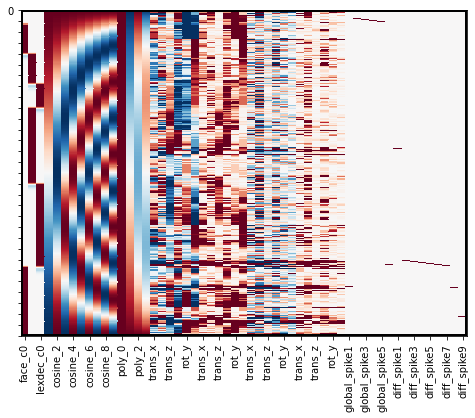 0
face_c0
lexdec_c0
cosine_2
cosine_4
cosine_6
cosine_8
poly_0
poly_2
trans_x
trans_z
rot_y
trans_x
trans_z
rot_y
trans_x
trans_z
rot_y
trans_x
trans_z
rot_y
global_spike1
global_spike3
global_spike5
diff_spike1
diff_spike3
diff_spike5
diff_spike7
diff_spike9